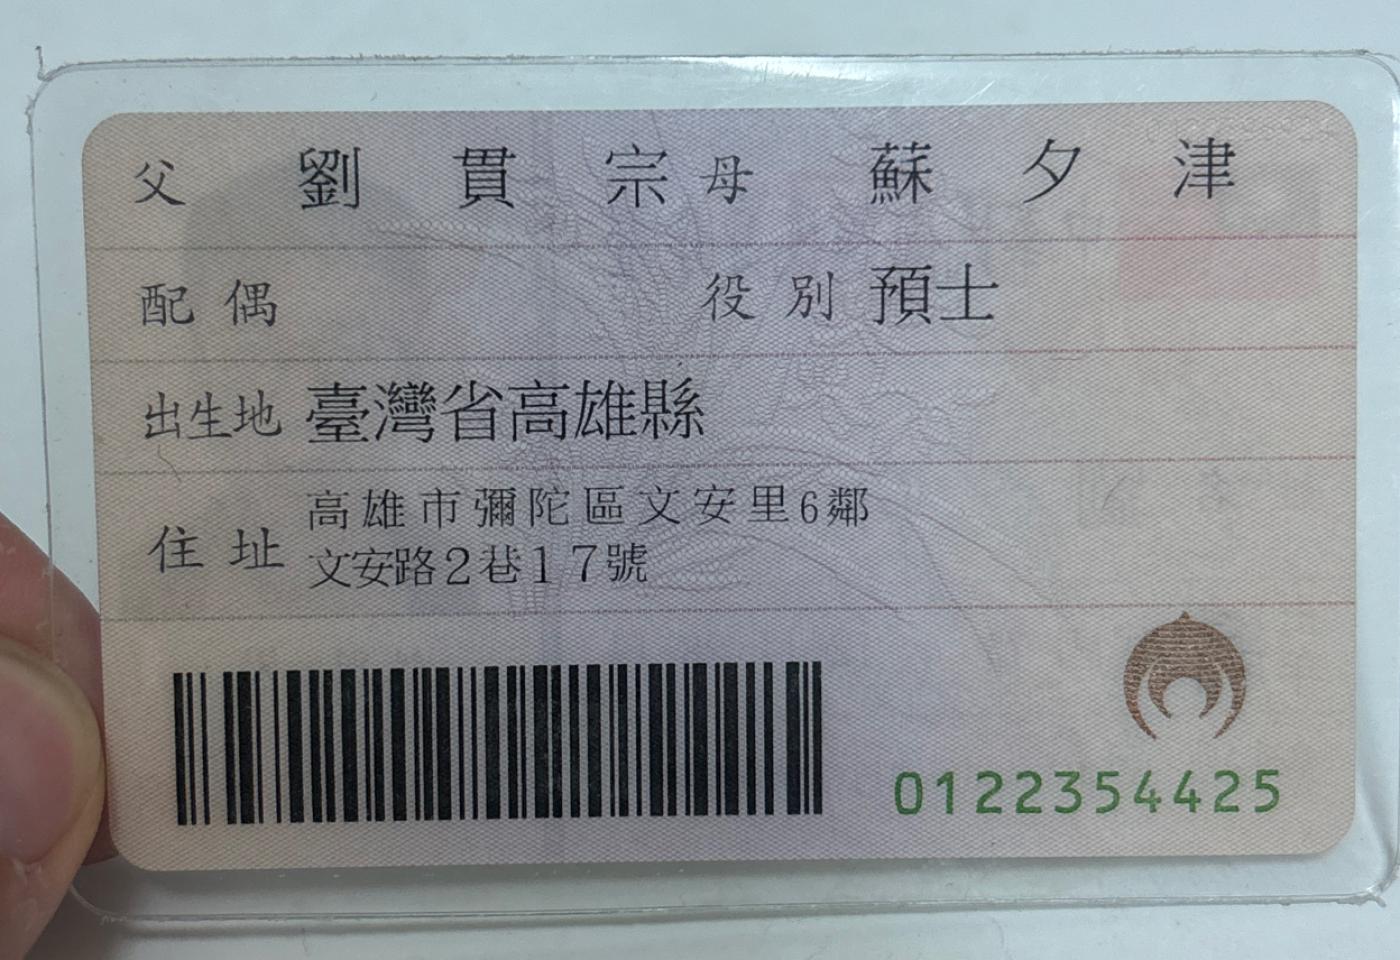 父 劉貫宗 母 蘇夕津
配偶 役別 預士
出生地 臺灣省高雄縣
住址 高雄市彌陀區文安里6鄰
文安路2巷17號
0122354425